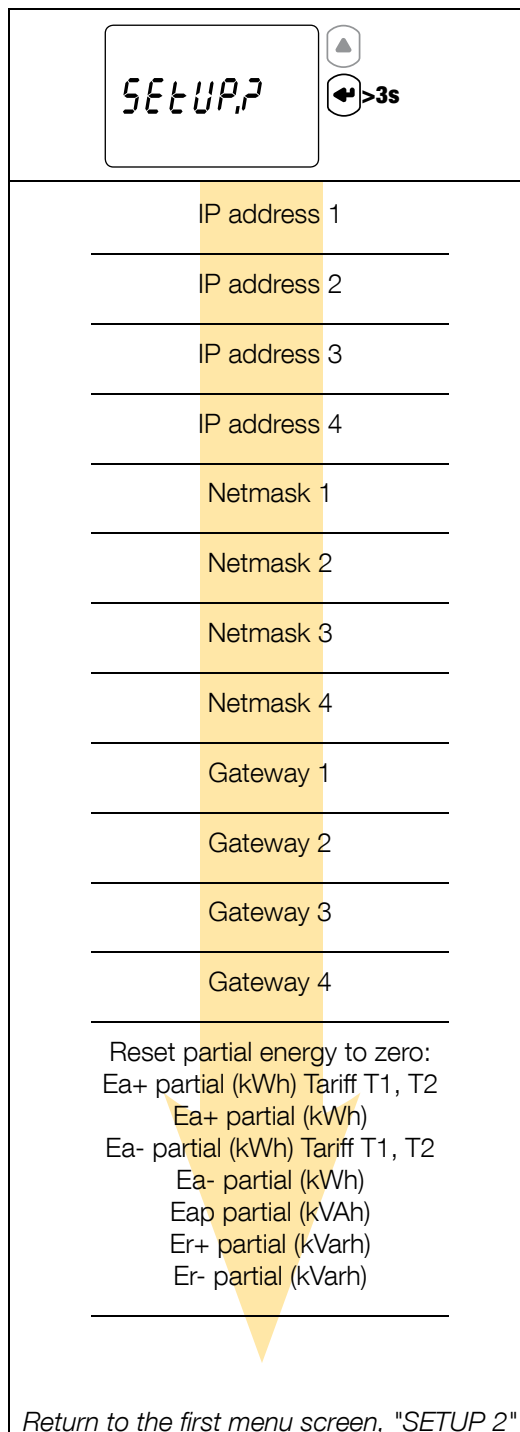 SEtUP.?
>3s
IP address 1
IP address 2
IP address 3
IP address 4
Netmask 1
Netmask 2
Netmask 3
Netmask 4
Gateway 1
Gateway 2
Gateway 3
Gateway 4
Reset partial energy to zero:
Ea+ partial (kWh) Tariff T1, T2
Ea+ partial (kWh)
Ea- partial (kWh) Tariff T1, T2
Ea- partial (kWh)
Eap partial (kVAh)
Er+ partial (kVarh)
Er- partial (kVarh)
Return to the first menu screen, "SETUP 2"